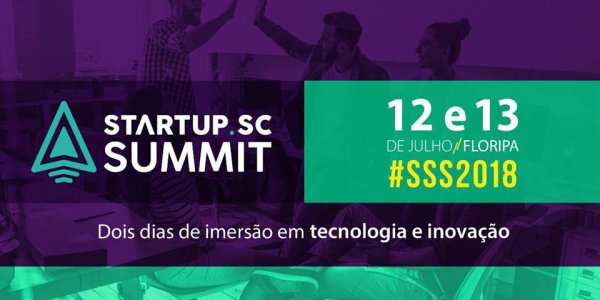 STARTUP.SC
SUMMIT
12 e 13
DE JULHO // FLORIPA
#SSS2018
Dois dias de imersão em tecnologia e inovação